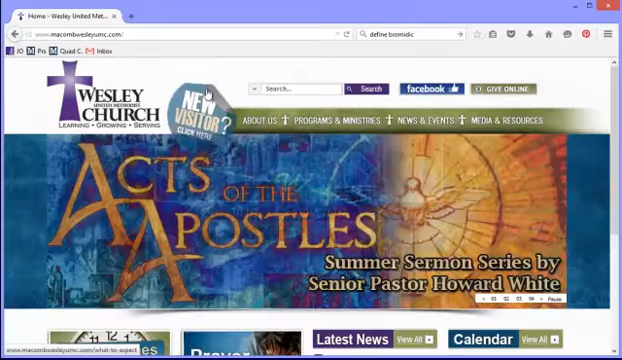 Home - Wesley United Met...
www.macombwesleyumc.com/
define bromidic
JO M Prs M Quad C. Inbox
WESLEY
UNITED METHODIST
CHURCH
LEARNING • GROWING • SERVING
NEW
VISITOR?
CLICK HERE
Search...
Search
facebook
GIVE ONLINE
ABOUT US
PROGRAMS & MINISTRIES
NEWS & EVENTS
MEDIA & RESOURCES
ACTS
OF THE
APOSTLES
Summer Sermon Series by
Senior Pastor Howard White
01 02 03 04 Pause
Prayer
Latest News
View All
Calendar
View All
www.macombwesleyumc.com/what-to-expect